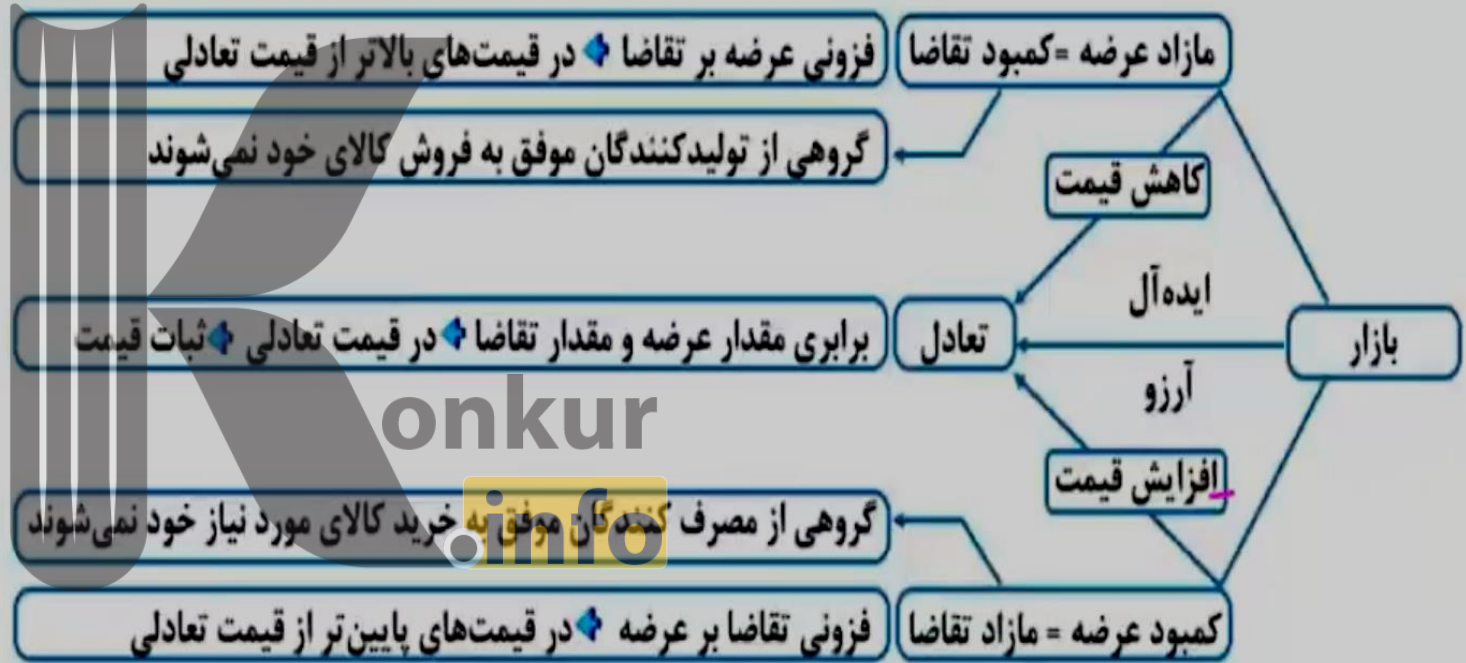 مازاد عرضه =کمبود تقاضا
فزونی عرضه بر تقاضا در قیمت‌های بالاتر از قیمت تعادلی
گروهی از تولیدکنندگان موفق به فروش کالای خود نمی‌شوند
کاهش قیمت
ایده‌آل
بازار
تعادل
برابری مقدار عرضه و مقدار تقاضا در قیمت تعادلی ثبات قیمت
آرزو
onkur
افزایش قیمت
.info
گروهی از مصرف کنندگان موفق به خرید کالای مورد نیاز خود نمی‌شوند
کمبود عرضه = مازاد تقاضا
فزونی تقاضا بر عرضه در قیمت‌های پایین‌تر از قیمت تعادلی